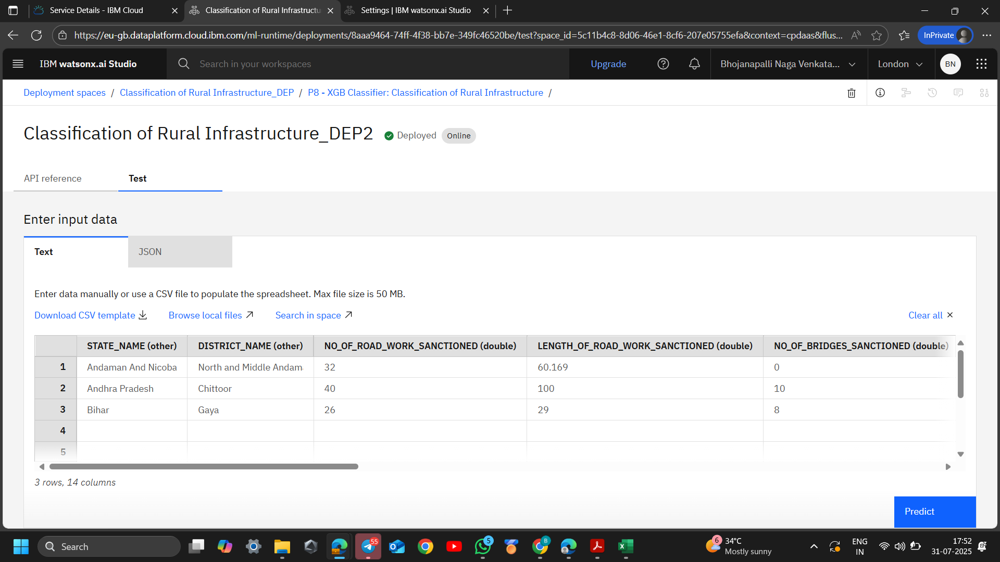 Service Details - IBM Cloud
Classification of Rural Infrastructu
Settings | IBM watsonx.ai Studio
https://eu-gb.dataplatform.cloud.ibm.com/ml-runtime/deployments/8aaa9464-74ff-4f38-bb7e-349fc46520be/test?space_id=5c11b4c8-8d06-46e1-8cf6-207e05755efa&context=cpdaas&flus...
InPrivate
IBM watsonx.ai Studio
Search in your workspaces
Upgrade
Bhojanapalli Naga Venkata...
London
BN
Deployment spaces / Classification of Rural Infrastructure_DEP / P8 - XGB Classifier: Classification of Rural Infrastructure /
Classification of Rural Infrastructure_DEP2
Deployed
Online
API reference
Test
Enter input data
Text
JSON
Enter data manually or use a CSV file to populate the spreadsheet. Max file size is 50 MB.
Download CSV template
Browse local files
Search in space
Clear all
STATE_NAME (other) DISTRICT_NAME (other) NO_OF_ROAD_WORK_SANCTIONED (double) LENGTH_OF_ROAD_WORK_SANCTIONED (double) NO_OF_BRIDGES_SANCTIONED (double)
1 Andaman And Nicoba North and Middle Andam 32 60.169 0
2 Andhra Pradesh Chittoor 40 100 10
3 Bihar Gaya 26 29 8
4
5
3 rows, 14 columns
Predict
Search
55
5
B
6
34°C
Mostly sunny
ENG
IN
17:52
31-07-2025